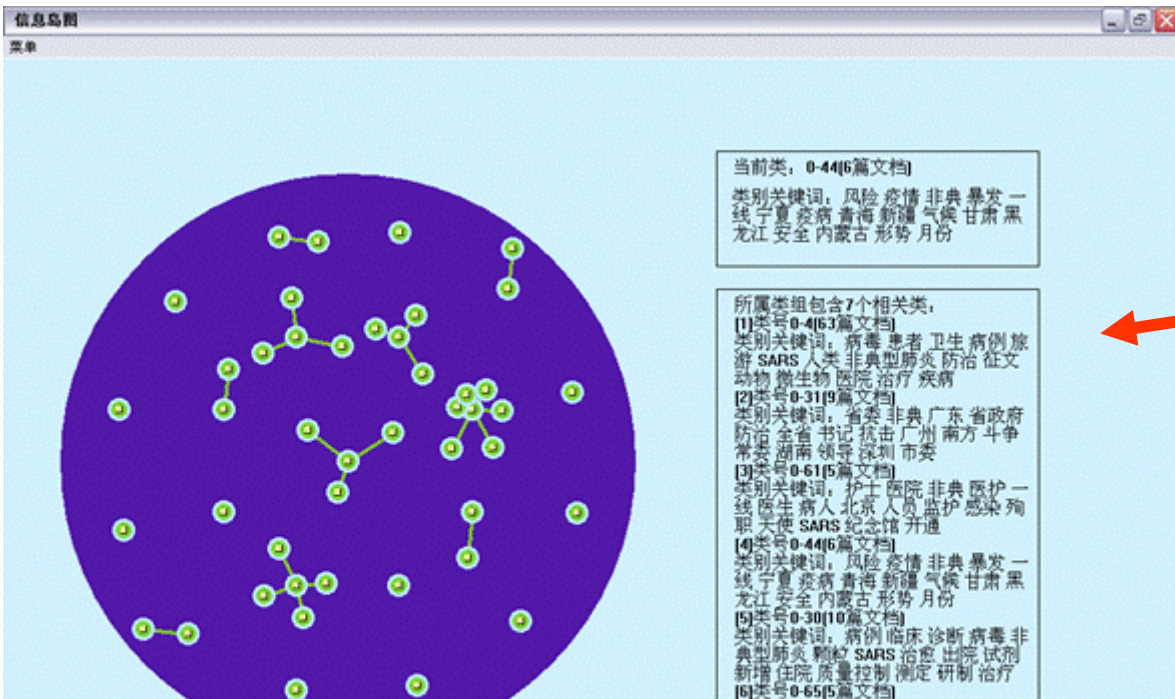 信息岛图
菜单
当前类：0-44(6篇文档)
类别关键词：风险 疫情 非典 暴发 一
线 宁夏 炎病 青海 新疆 气候 甘肃 黑
龙江 安全 内蒙古 形势 月份
所属类组包含7个相关类：
[1]类号0-4(63篇文档)
类别关键词：病毒 患者 卫生 病例 旅
游 SARS 人类 非典型肺炎 防治 征文
动物 微生物 医院 治疗 疾病
[2]类号0-31(9篇文档)
类别关键词：省委 非典 广东 省政府
防治 全省 书记 抗击 广州 南方 斗争
常委 湖南 领导 深圳 市委
[3]类号0-61(5篇文档)
类别关键词：护士 医院 非典 医护 一
线 医生 病人 北京 人员 监护 感染 殉
职 天使 SARS 纪念馆 开通
[4]类号0-44(6篇文档)
类别关键词：风险 疫情 非典 暴发 一
线 宁夏 炎病 青海 新疆 气候 甘肃 黑
龙江 安全 内蒙古 形势 月份
[5]类号0-30(10篇文档)
类别关键词：病例 临床 诊断 病毒 非
典型肺炎 颗粒 SARS 治愈 出院 试剂
新增 住院 质量控制 测定 研制 治疗
[6]类号0-65(5篇文档)